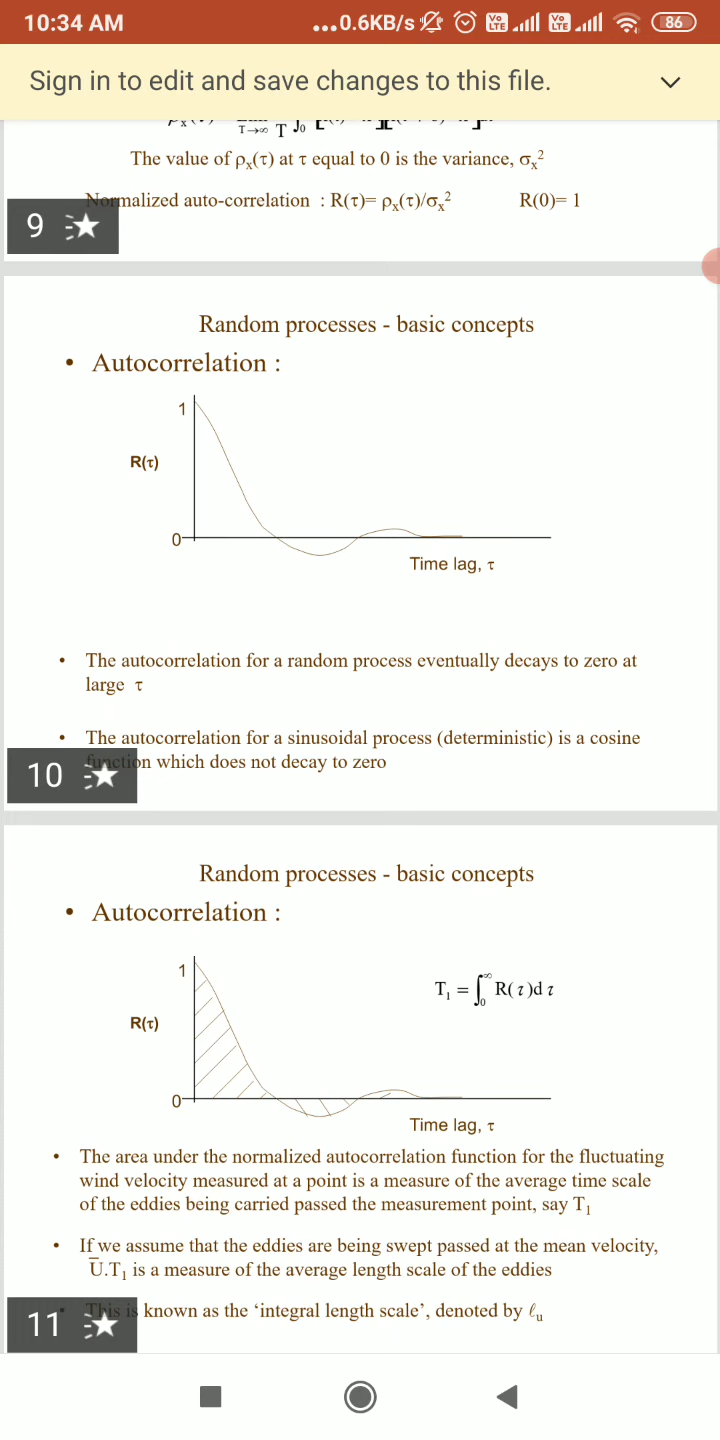 10:34 AM ...0.6KB/s Vo LTE Vo LTE 86
Sign in to edit and save changes to this file.
T→∞ T
The value of ρx(τ) at τ equal to 0 is the variance, σx²
Normalized auto-correlation : R(τ)= ρx(τ)/σx² R(0)= 1
9
Random processes - basic concepts
• Autocorrelation :
1
R(τ)
0
Time lag, τ
• The autocorrelation for a random process eventually decays to zero at
large τ
• The autocorrelation for a sinusoidal process (deterministic) is a cosine
function which does not decay to zero
10
Random processes - basic concepts
• Autocorrelation :
1
T₁ = ∫₀^∞ R(τ)dτ
R(τ)
0
Time lag, τ
• The area under the normalized autocorrelation function for the fluctuating
wind velocity measured at a point is a measure of the average time scale
of the eddies being carried passed the measurement point, say T₁
• If we assume that the eddies are being swept passed at the mean velocity,
U̅.T₁ is a measure of the average length scale of the eddies
• This is known as the ‘integral length scale’, denoted by ℓu
11